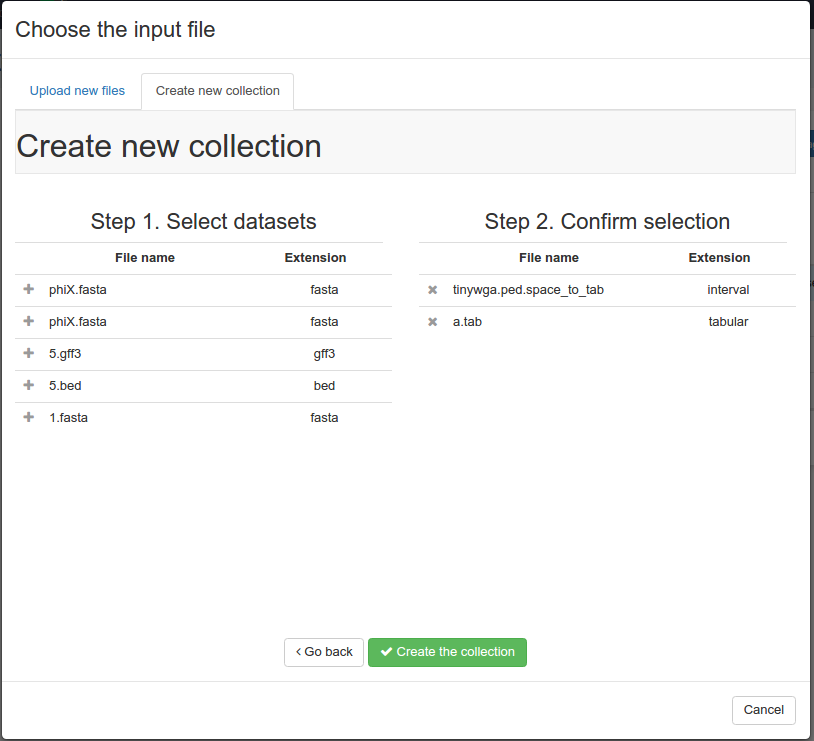 Choose the input file
Upload new files Create new collection
Create new collection
Step 1. Select datasets
File name Extension
phiX.fasta fasta
phiX.fasta fasta
5.gff3 gff3
5.bed bed
1.fasta fasta
Step 2. Confirm selection
File name Extension
tinywga.ped.space_to_tab interval
a.tab tabular
Go back Create the collection
Cancel